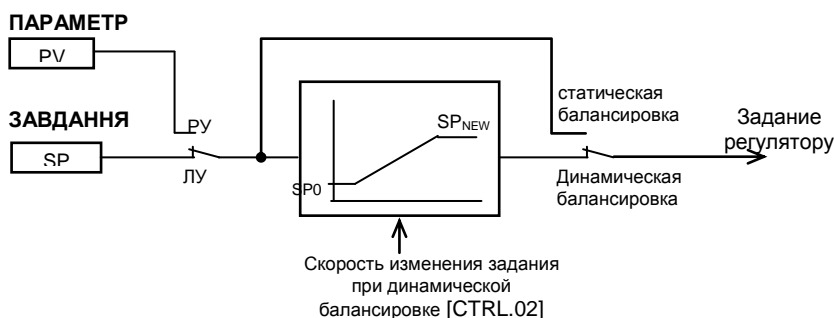 ПАРАМЕТР
PV
ЗАВДАННЯ
SP
РУ
ЛУ
SP0
SPNEW
статическая
балансировка
Динамическая
балансировка
Задание
регулятору
Скорость изменения задания
при динамической
балансировке [CTRL.02]